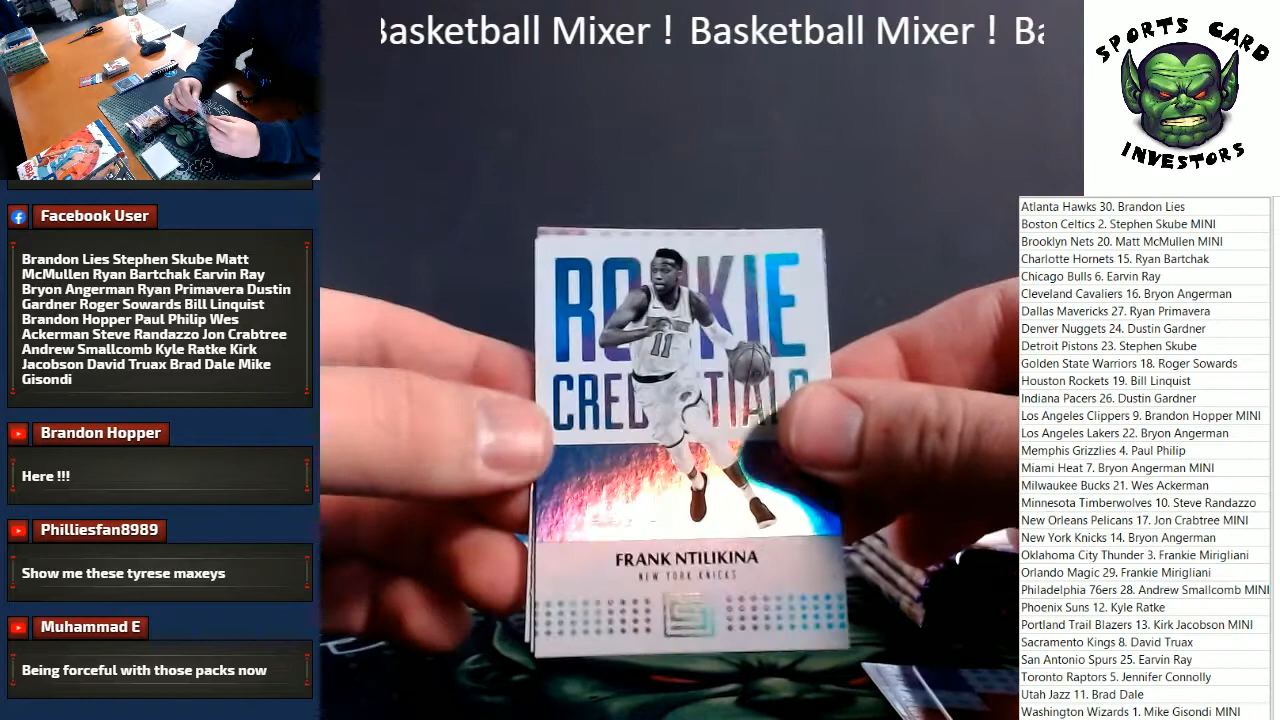 Basketball Mixer ! Basketball Mixer ! Ba
SPORTS CARD
INVESTORS
Facebook User
Brandon Lies Stephen Skube Matt
McMullen Ryan Bartchak Earvin Ray
Bryon Angerman Ryan Primavera Dustin
Gardner Roger Sowards Bill Linquist
Brandon Hopper Paul Philip Wes
Ackerman Steve Randazzo Jon Crabtree
Andrew Smallcomb Kyle Ratke Kirk
Jacobson David Truax Brad Dale Mike
Gisondi
Brandon Hopper
Here !!!
Philliesfan8989
Show me these tyrese maxeys
Muhammad E
Being forceful with those packs now
ROOKIE
CREDENTIALS
11
FRANK NTILIKINA
NEW YORK KNICKS
Atlanta Hawks 30. Brandon Lies
Boston Celtics 2. Stephen Skube MINI
Brooklyn Nets 20. Matt McMullen MINI
Charlotte Hornets 15. Ryan Bartchak
Chicago Bulls 6. Earvin Ray
Cleveland Cavaliers 16. Bryon Angerman
Dallas Mavericks 27. Ryan Primavera
Denver Nuggets 24. Dustin Gardner
Detroit Pistons 23. Stephen Skube
Golden State Warriors 18. Roger Sowards
Houston Rockets 19. Bill Linquist
Indiana Pacers 26. Dustin Gardner
Los Angeles Clippers 9. Brandon Hopper MINI
Los Angeles Lakers 22. Bryon Angerman
Memphis Grizzlies 4. Paul Philip
Miami Heat 7. Bryon Angerman MINI
Milwaukee Bucks 21. Wes Ackerman
Minnesota Timberwolves 10. Steve Randazzo
New Orleans Pelicans 17. Jon Crabtree MINI
New York Knicks 14. Bryon Angerman
Oklahoma City Thunder 3. Frankie Mirigliani
Orlando Magic 29. Frankie Mirigliani
Philadelphia 76ers 28. Andrew Smallcomb MINI
Phoenix Suns 12. Kyle Ratke
Portland Trail Blazers 13. Kirk Jacobson MINI
Sacramento Kings 8. David Truax
San Antonio Spurs 25. Earvin Ray
Toronto Raptors 5. Jennifer Connolly
Utah Jazz 11. Brad Dale
Washington Wizards 1. Mike Gisondi MINI